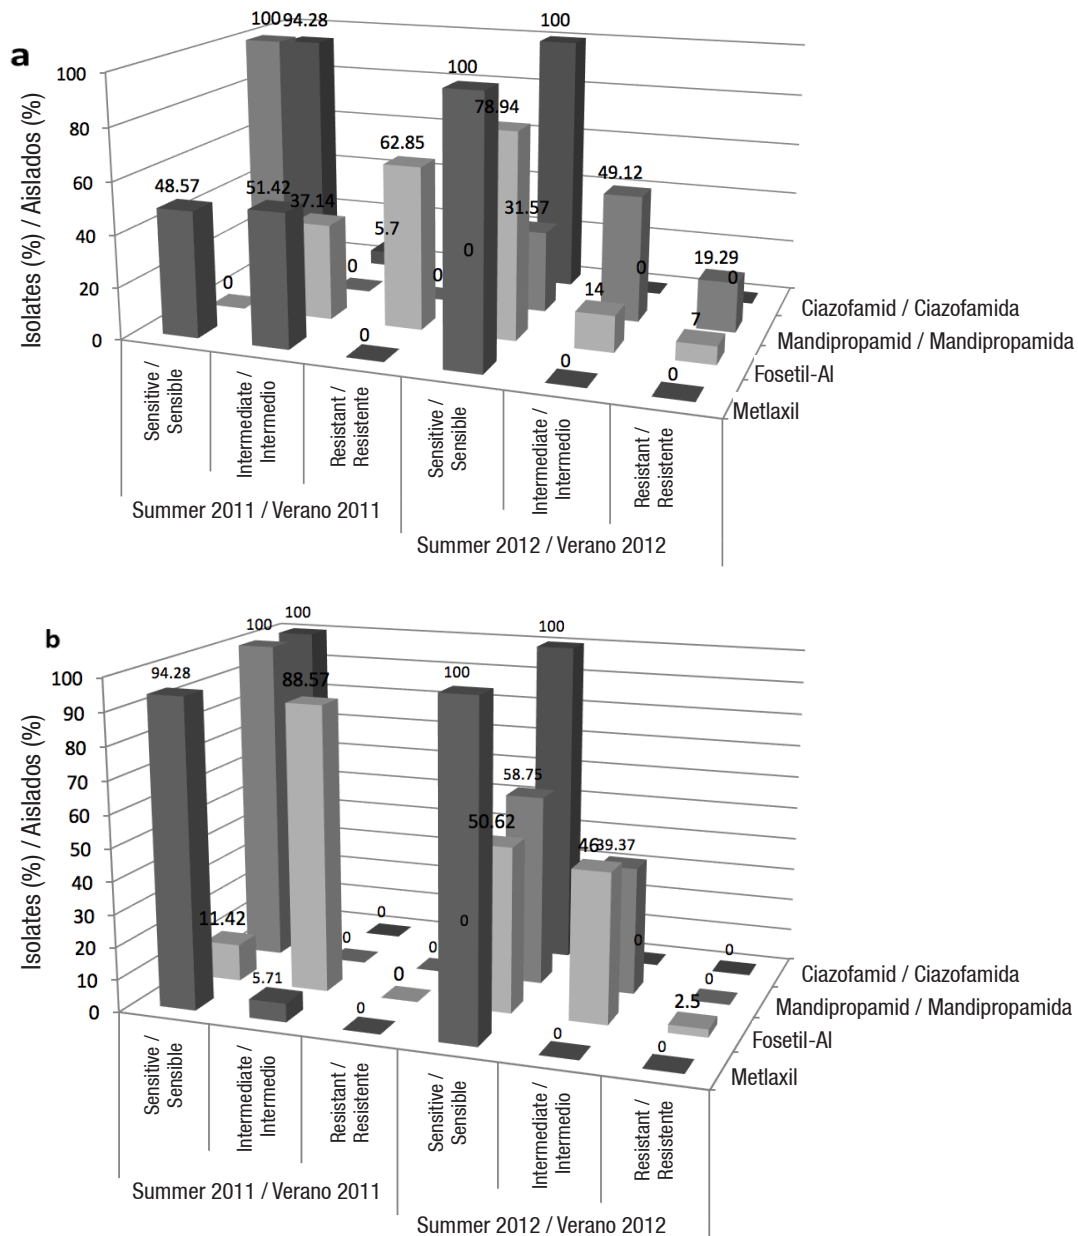 a
Isolates (%) / Aislados (%)
100
80
60
40
20
0
100
94.28
100
100
78.94
62.85
48.57
51.42
37.14
49.12
31.57
5.7
0
0
0
0
0
0
19.29
0
14
7
0
0
0
Ciazofamid / Ciazofamida
Mandipropamid / Mandipropamida
Fosetil-Al
Metlaxil
Sensitive / Sensible
Intermediate / Intermedio
Resistant / Resistente
Sensitive / Sensible
Intermediate / Intermedio
Resistant / Resistente
Summer 2011 / Verano 2011
Summer 2012 / Verano 2012
b
Isolates (%) / Aislados (%)
100
90
80
70
60
50
40
30
20
10
0
100
100
100
94.28
88.57
100
58.75
50.62
46
39.37
11.42
5.71
0
0
0
0
0
0
0
0
0
2.5
0
0
Ciazofamid / Ciazofamida
Mandipropamid / Mandipropamida
Fosetil-Al
Metlaxil
Sensitive / Sensible
Intermediate / Intermedio
Resistant / Resistente
Sensitive / Sensible
Intermediate / Intermedio
Resistant / Resistente
Summer 2011 / Verano 2011
Summer 2012 / Verano 2012